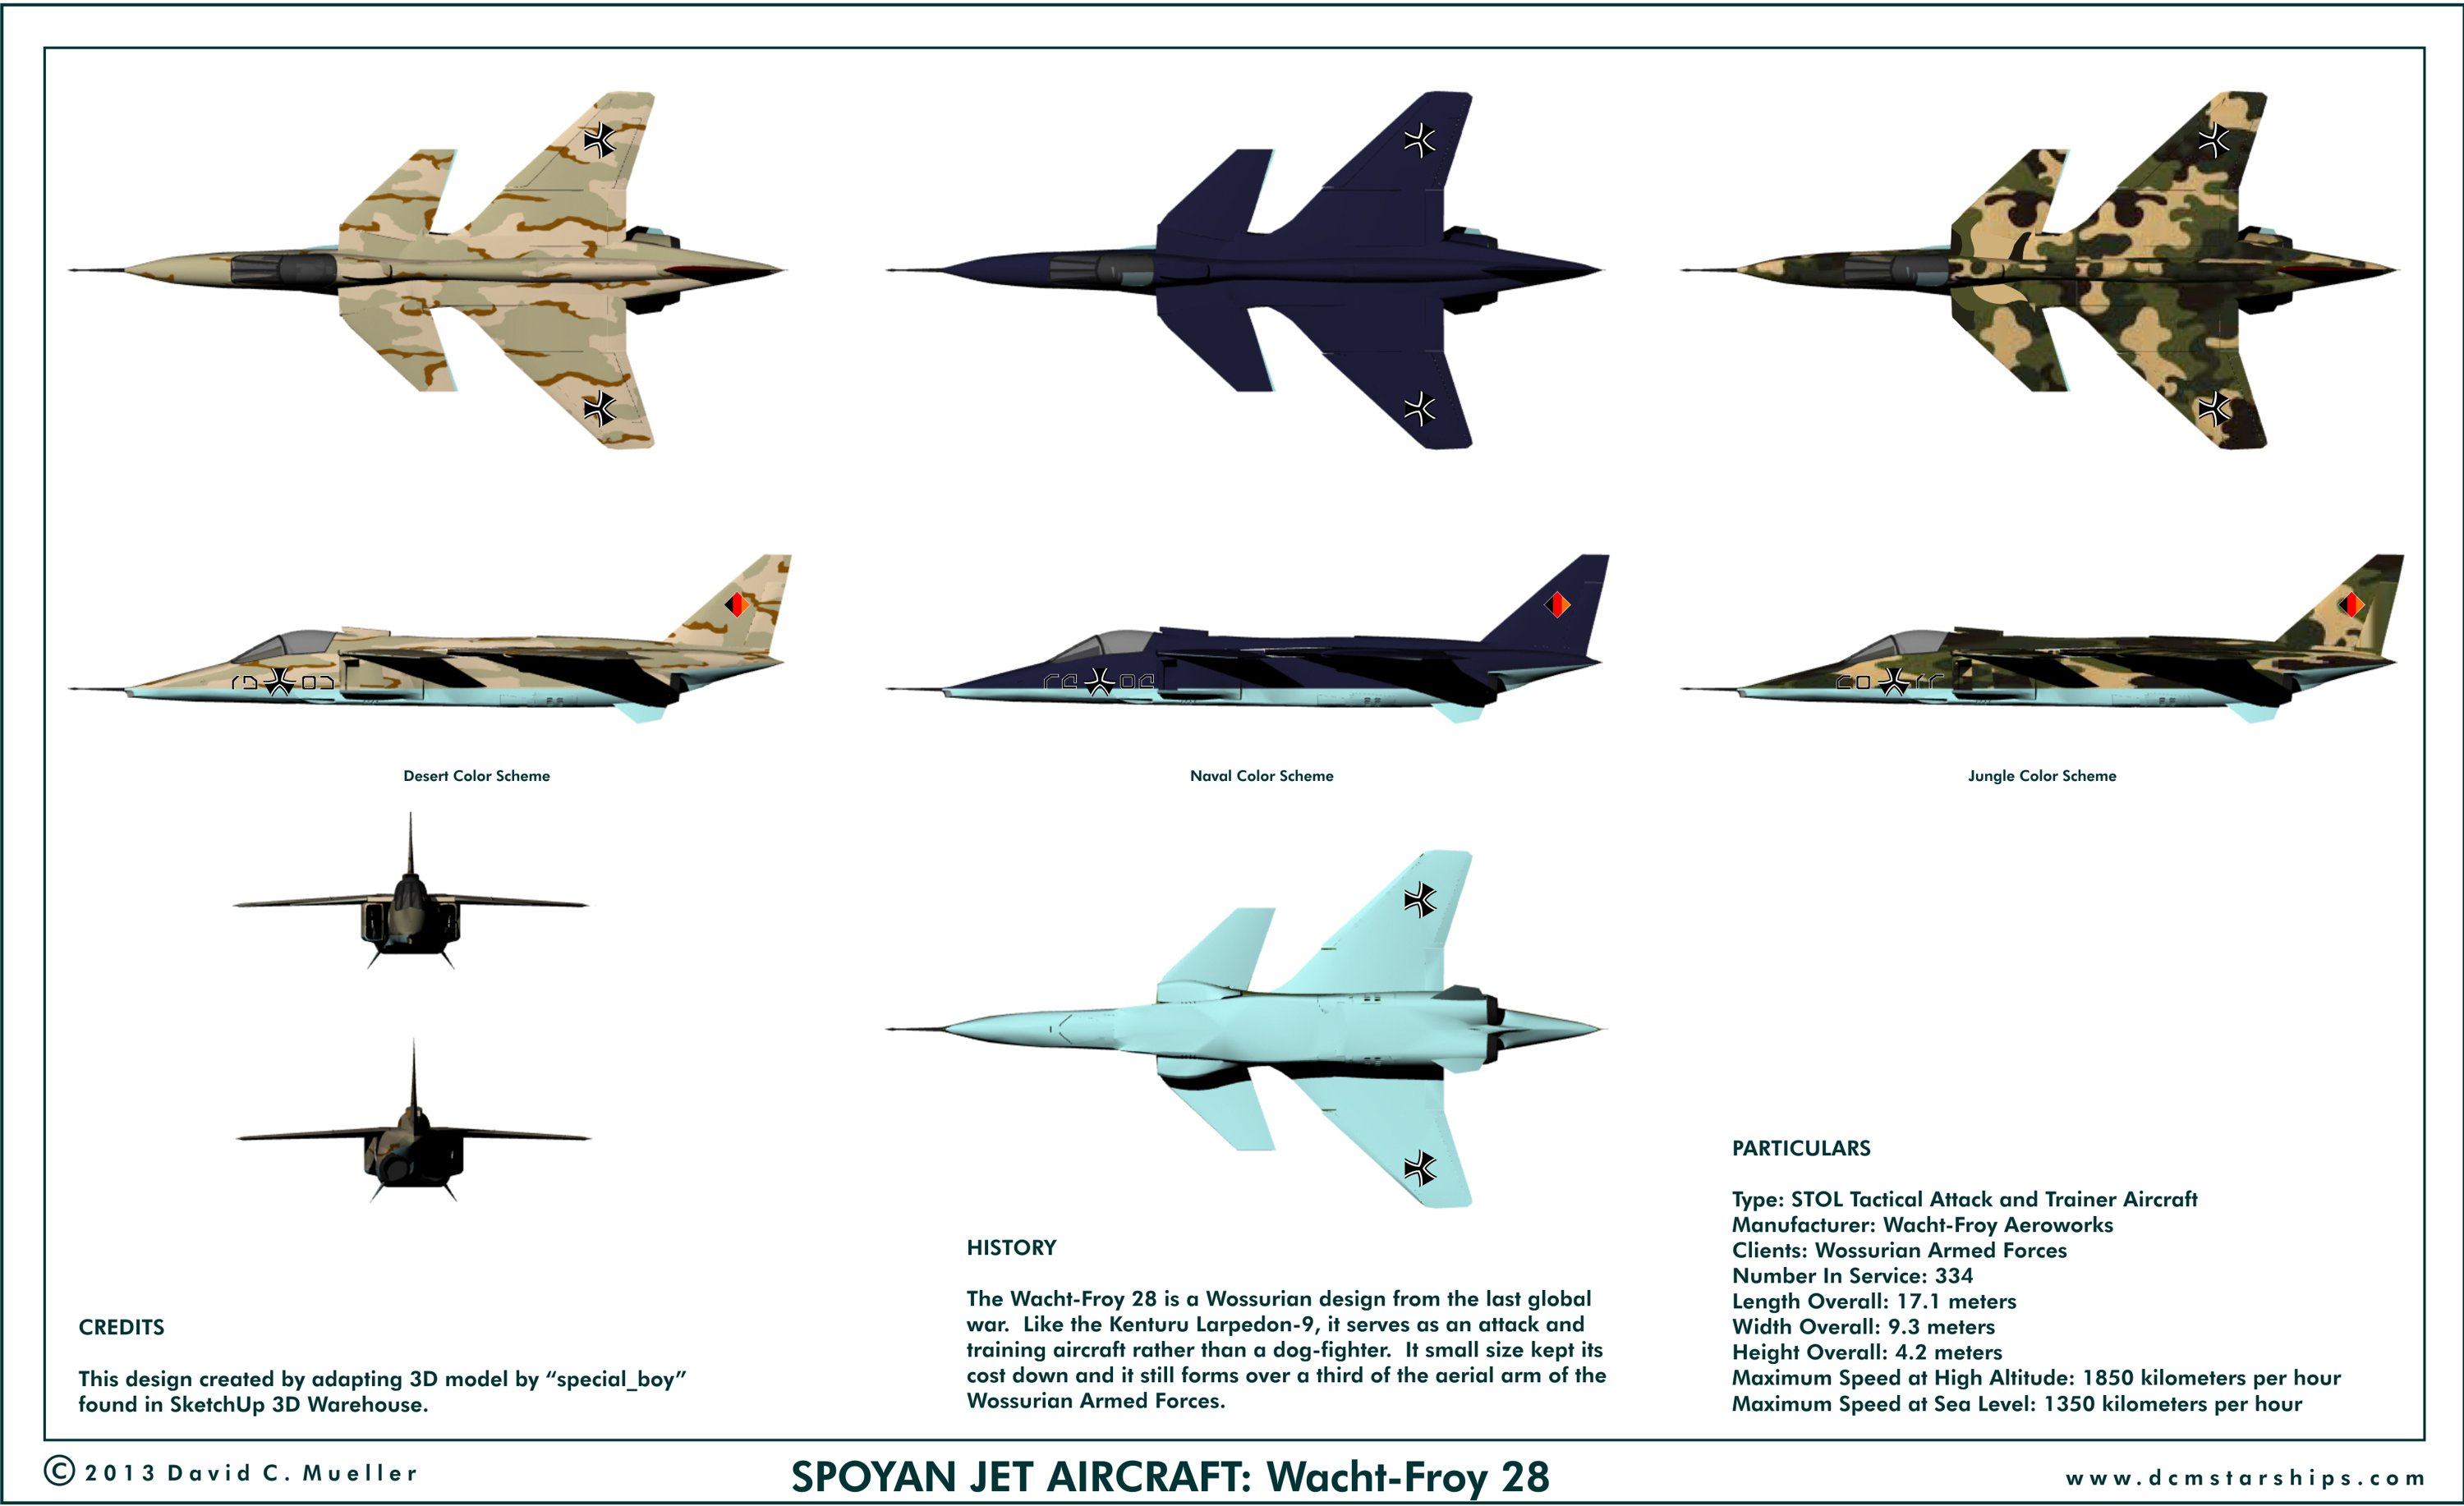 Desert Color Scheme
Naval Color Scheme
Jungle Color Scheme
CREDITS
This design created by adapting 3D model by “special_boy”
found in SketchUp 3D Warehouse.
HISTORY
The Wacht-Froy 28 is a Wossurian design from the last global
war. Like the Kenturu Larpedon-9, it serves as an attack and
training aircraft rather than a dog-fighter. It small size kept its
cost down and it still forms over a third of the aerial arm of the
Wossurian Armed Forces.
PARTICULARS
Type: STOL Tactical Attack and Trainer Aircraft
Manufacturer: Wacht-Froy Aeroworks
Clients: Wossurian Armed Forces
Number In Service: 334
Length Overall: 17.1 meters
Width Overall: 9.3 meters
Height Overall: 4.2 meters
Maximum Speed at High Altitude: 1850 kilometers per hour
Maximum Speed at Sea Level: 1350 kilometers per hour
© 2013 David C. Mueller
SPOYAN JET AIRCRAFT: Wacht-Froy 28
www.dcmstarships.com